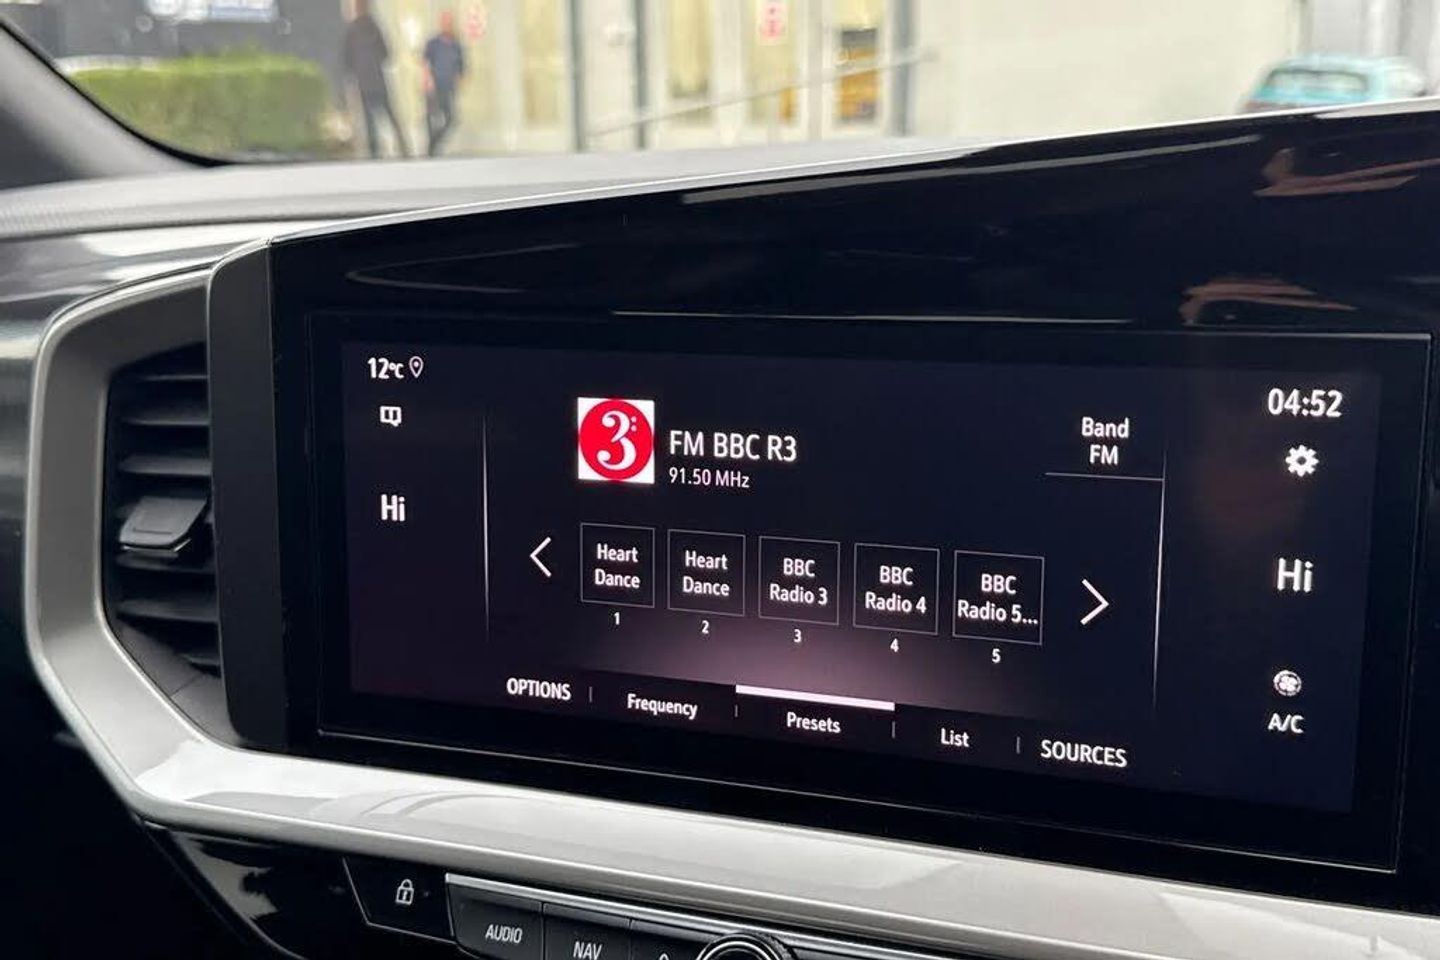 12°C
Hi
3:
FM BBC R3
91.50 MHz
Band
FM
04:52
Hi
A/C
Heart
Dance
1
Heart
Dance
2
BBC
Radio 3
3
BBC
Radio 4
4
BBC
Radio 5...
5
OPTIONS
Frequency
Presets
List
SOURCES
AUDIO
NAV